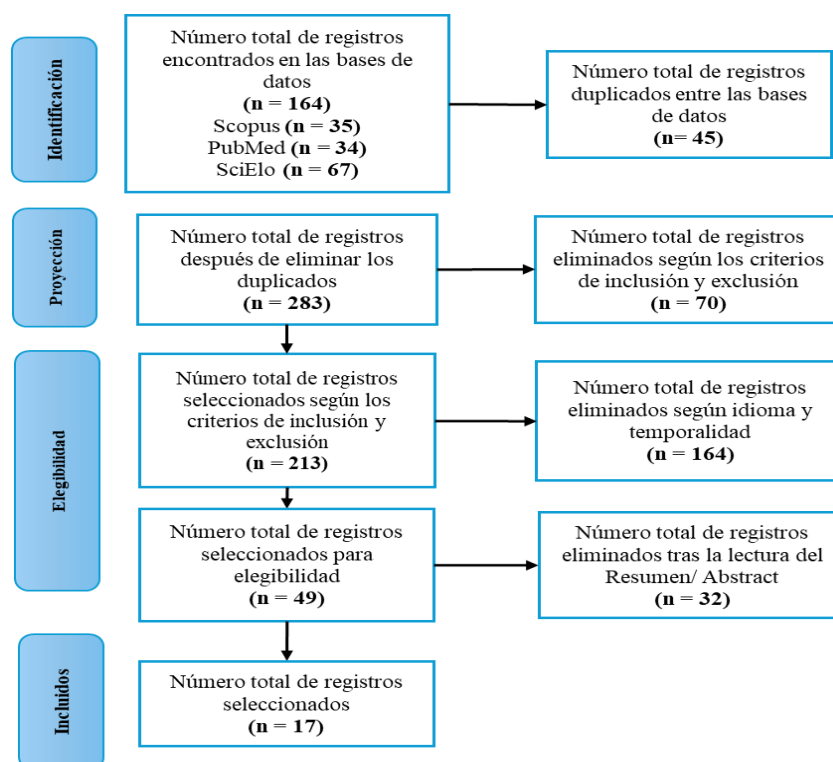 Identificación
Número total de registros
encontrados en las bases de
datos
(n = 164)
Scopus (n = 35)
PubMed (n = 34)
SciElo (n = 67)
Número total de registros
duplicados entre las bases
de datos
(n= 45)
Proyección
Número total de registros
después de eliminar los
duplicados
(n = 283)
Número total de registros
eliminados según los criterios
de inclusión y exclusión
(n = 70)
Elegibilidad
Número total de registros
seleccionados según los
criterios de inclusión y
exclusión
(n = 213)
Número total de registros
eliminados según idioma y
temporalidad
(n = 164)
Número total de registros
seleccionados para
elegibilidad
(n = 49)
Número total de registros
eliminados tras la lectura del
Resumen/ Abstract
(n = 32)
Incluidos
Número total de registros
seleccionados
(n = 17)